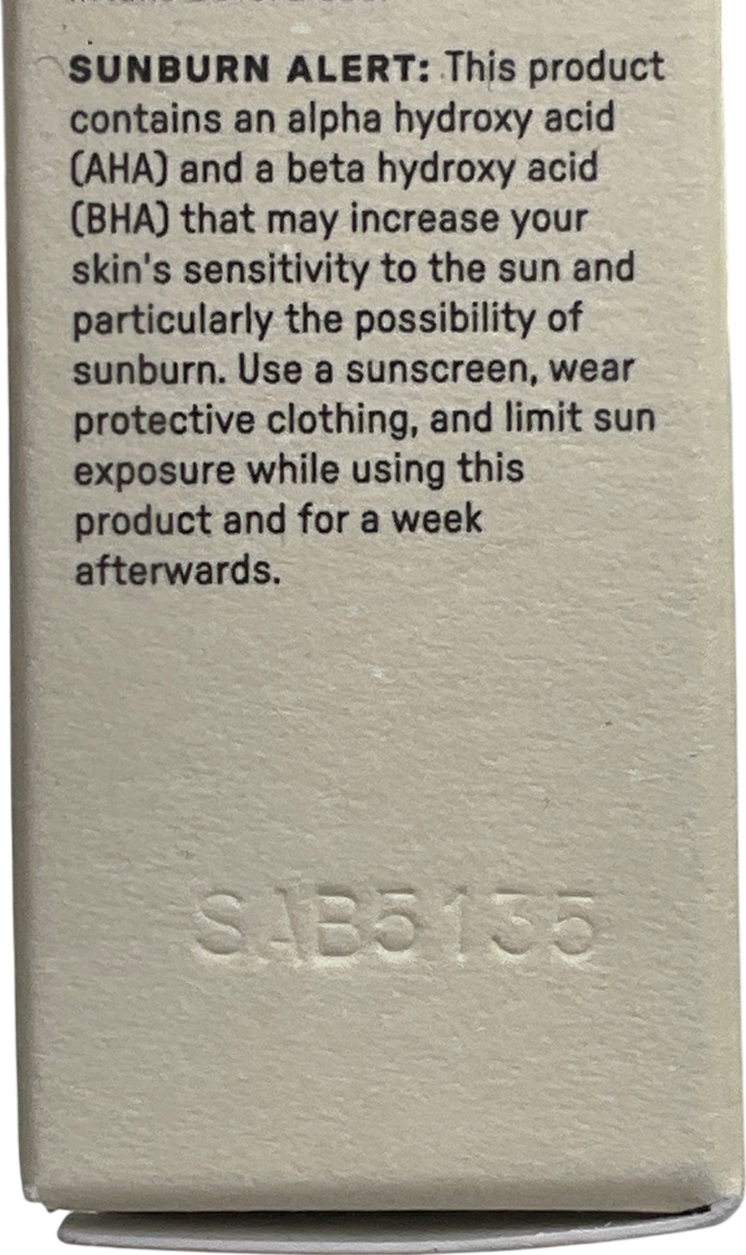 SUNBURN ALERT: This product
contains an alpha hydroxy acid
(AHA) and a beta hydroxy acid
(BHA) that may increase your
skin's sensitivity to the sun and
particularly the possibility of
sunburn. Use a sunscreen, wear
protective clothing, and limit sun
exposure while using this
product and for a week
afterwards.
SAB5135